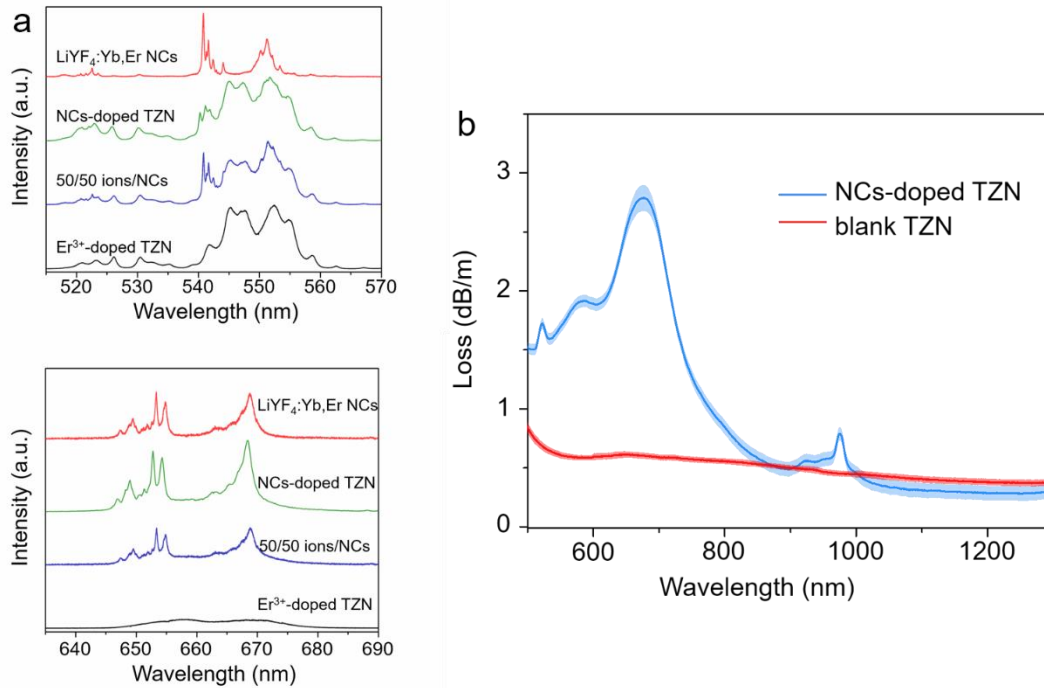 a
Intensity (a.u.)
LiYF₄:Yb,Er NCs
NCs-doped TZN
50/50 ions/NCs
Er³⁺-doped TZN
520 530 540 550 560 570
Wavelength (nm)
Intensity (a.u.)
LiYF₄:Yb,Er NCs
NCs-doped TZN
50/50 ions/NCs
Er³⁺-doped TZN
640 650 660 670 680 690
Wavelength (nm)
b
Loss (dB/m)
3
2
1
0
NCs-doped TZN
blank TZN
600 800 1000 1200
Wavelength (nm)